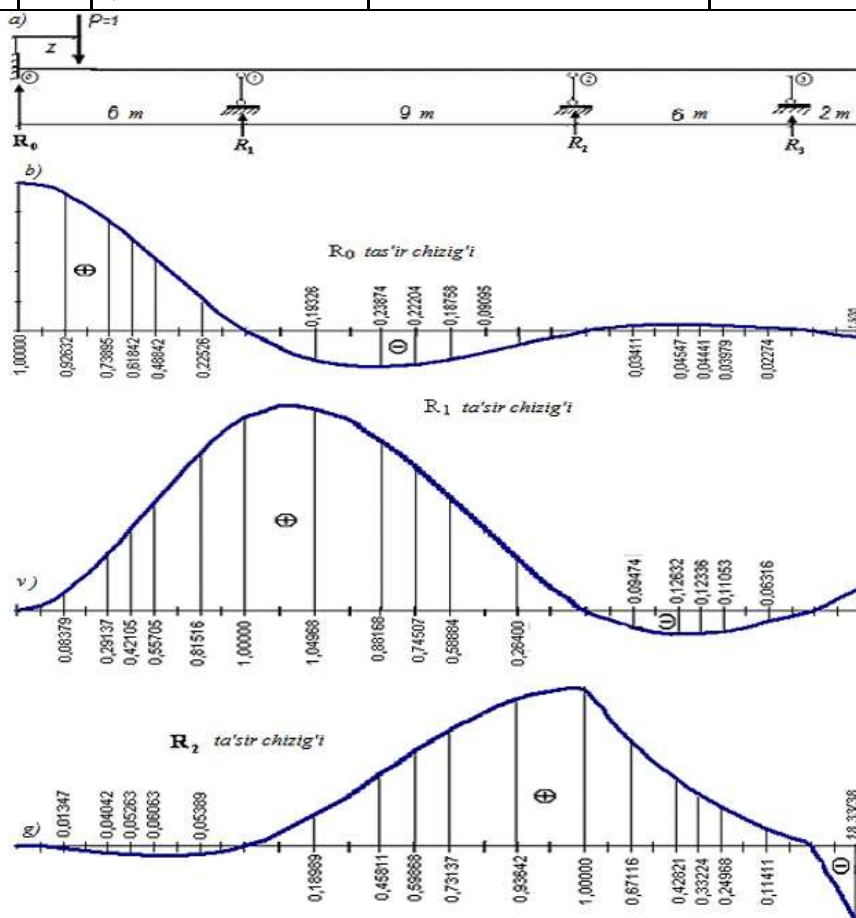 a)
P=1
z
0 1 2 3
6 m 9 m 6 m 2 m
R₀ R₁ R₂ R₃
b)
R₀ tas'ir chizig'i
0,19326 0,23874 0,22204 0,18758 0,09095
⊕ ⊖
1,00000 0,92632 0,73895 0,61842 0,48842 0,22526 0,03411 0,04547 0,04441 0,03979 0,02274
R₁ ta'sir chizig'i
⊕
v)
0,09474 0,12632 0,12336 0,11053 0,06316
⊖
0,08379 0,29137 0,42105 0,55705 0,81516 1,00000 1,04968 0,88168 0,74507 0,58884 0,26400
R₂ ta'sir chizig'i
0,01347 0,04042 0,05263 0,06063 0,05389
⊕
g)
⊖
0,18989 0,45811 0,59868 0,73137 0,93642 1,00000 0,67116 0,42821 0,33224 0,24968 0,11411